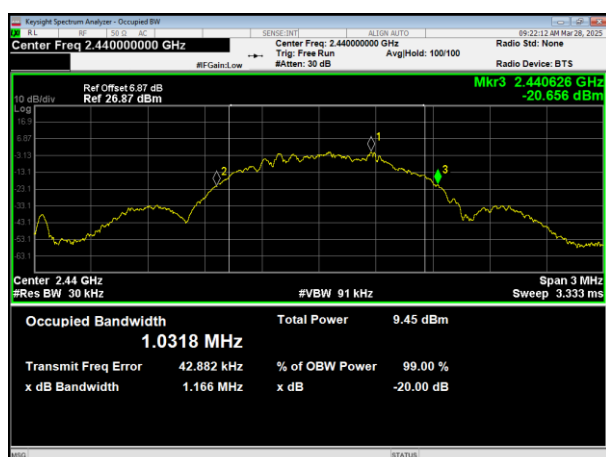 Keysight Spectrum Analyzer - Occupied BW
RL RF 50 Ω AC SENSE:INT ALIGN AUTO 09:22:12 AM Mar 28, 2025
Center Freq 2.440000000 GHz Center Freq: 2.440000000 GHz Radio Std: None
Trig: Free Run Avg|Hold: 100/100
#IFGain:Low #Atten: 30 dB Radio Device: BTS
Ref Offset 6.87 dB Mkr3 2.440626 GHz
10 dB/div Ref 26.87 dBm -20.656 dBm
Log
16.9
6.87
1
-3.13
-13.1
2
3
-23.1
-33.1
-43.1
-53.1
-63.1
Center 2.44 GHz Span 3 MHz
#Res BW 30 kHz #VBW 91 kHz Sweep 3.333 ms
Occupied Bandwidth Total Power 9.45 dBm
1.0318 MHz
Transmit Freq Error 42.882 kHz % of OBW Power 99.00 %
x dB Bandwidth 1.166 MHz x dB -20.00 dB
MSG STATUS